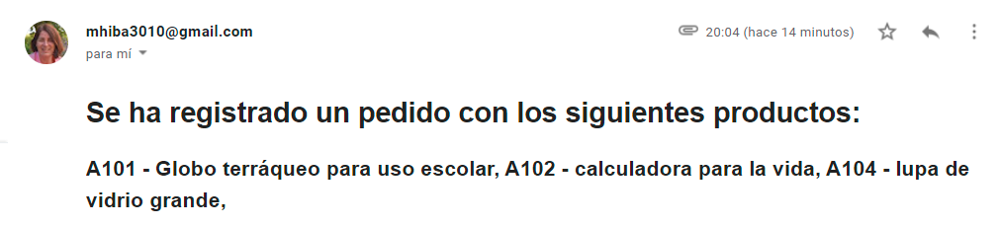 mhiba3010@gmail.com
20:04 (hace 14 minutos)
para mí
Se ha registrado un pedido con los siguientes productos:
A101 - Globo terráqueo para uso escolar, A102 - calculadora para la vida, A104 - lupa de
vidrio grande,